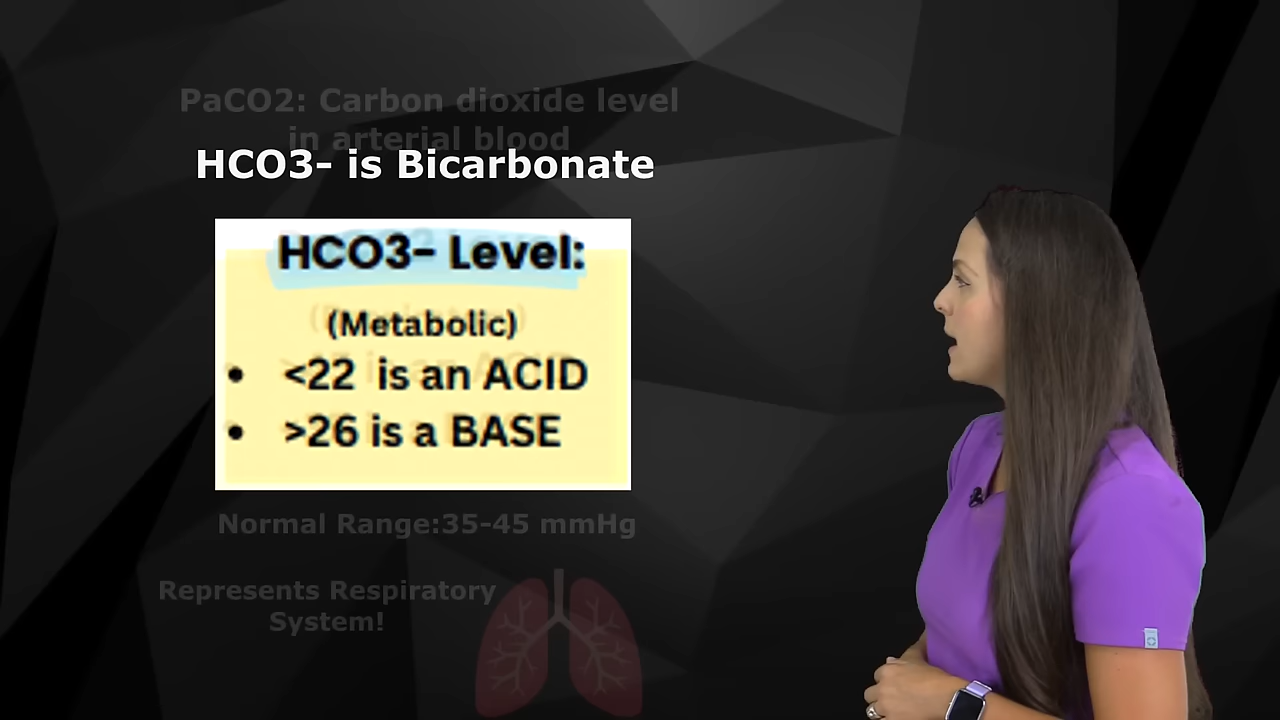 PaCO2: Carbon dioxide level
in arterial blood
HCO3- is Bicarbonate
HCO3- Level:
(Metabolic)
• <22 is an ACID
• >26 is a BASE
Normal Range:35-45 mmHg
Represents Respiratory
System!